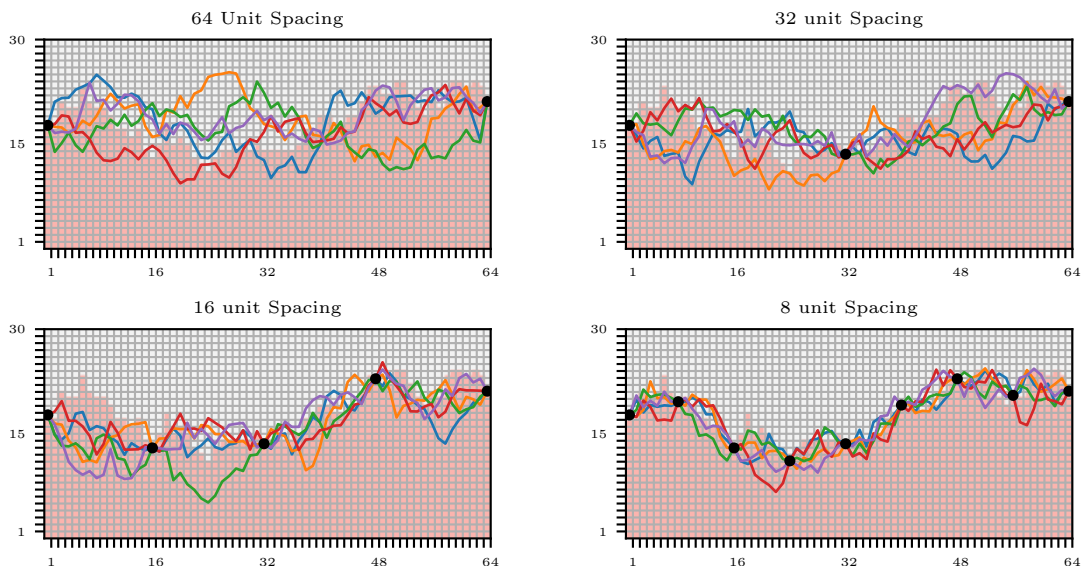 64 Unit Spacing
30
15
1
1 16 32 48 64
32 unit Spacing
30
15
1
1 16 32 48 64
16 unit Spacing
30
15
1
1 16 32 48 64
8 unit Spacing
30
15
1
1 16 32 48 64